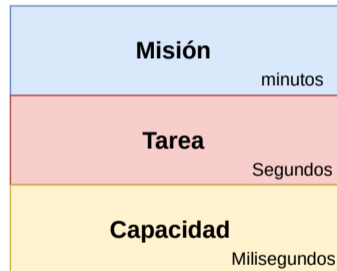 Misión
minutos
Tarea
Segundos
Capacidad
Milisegundos